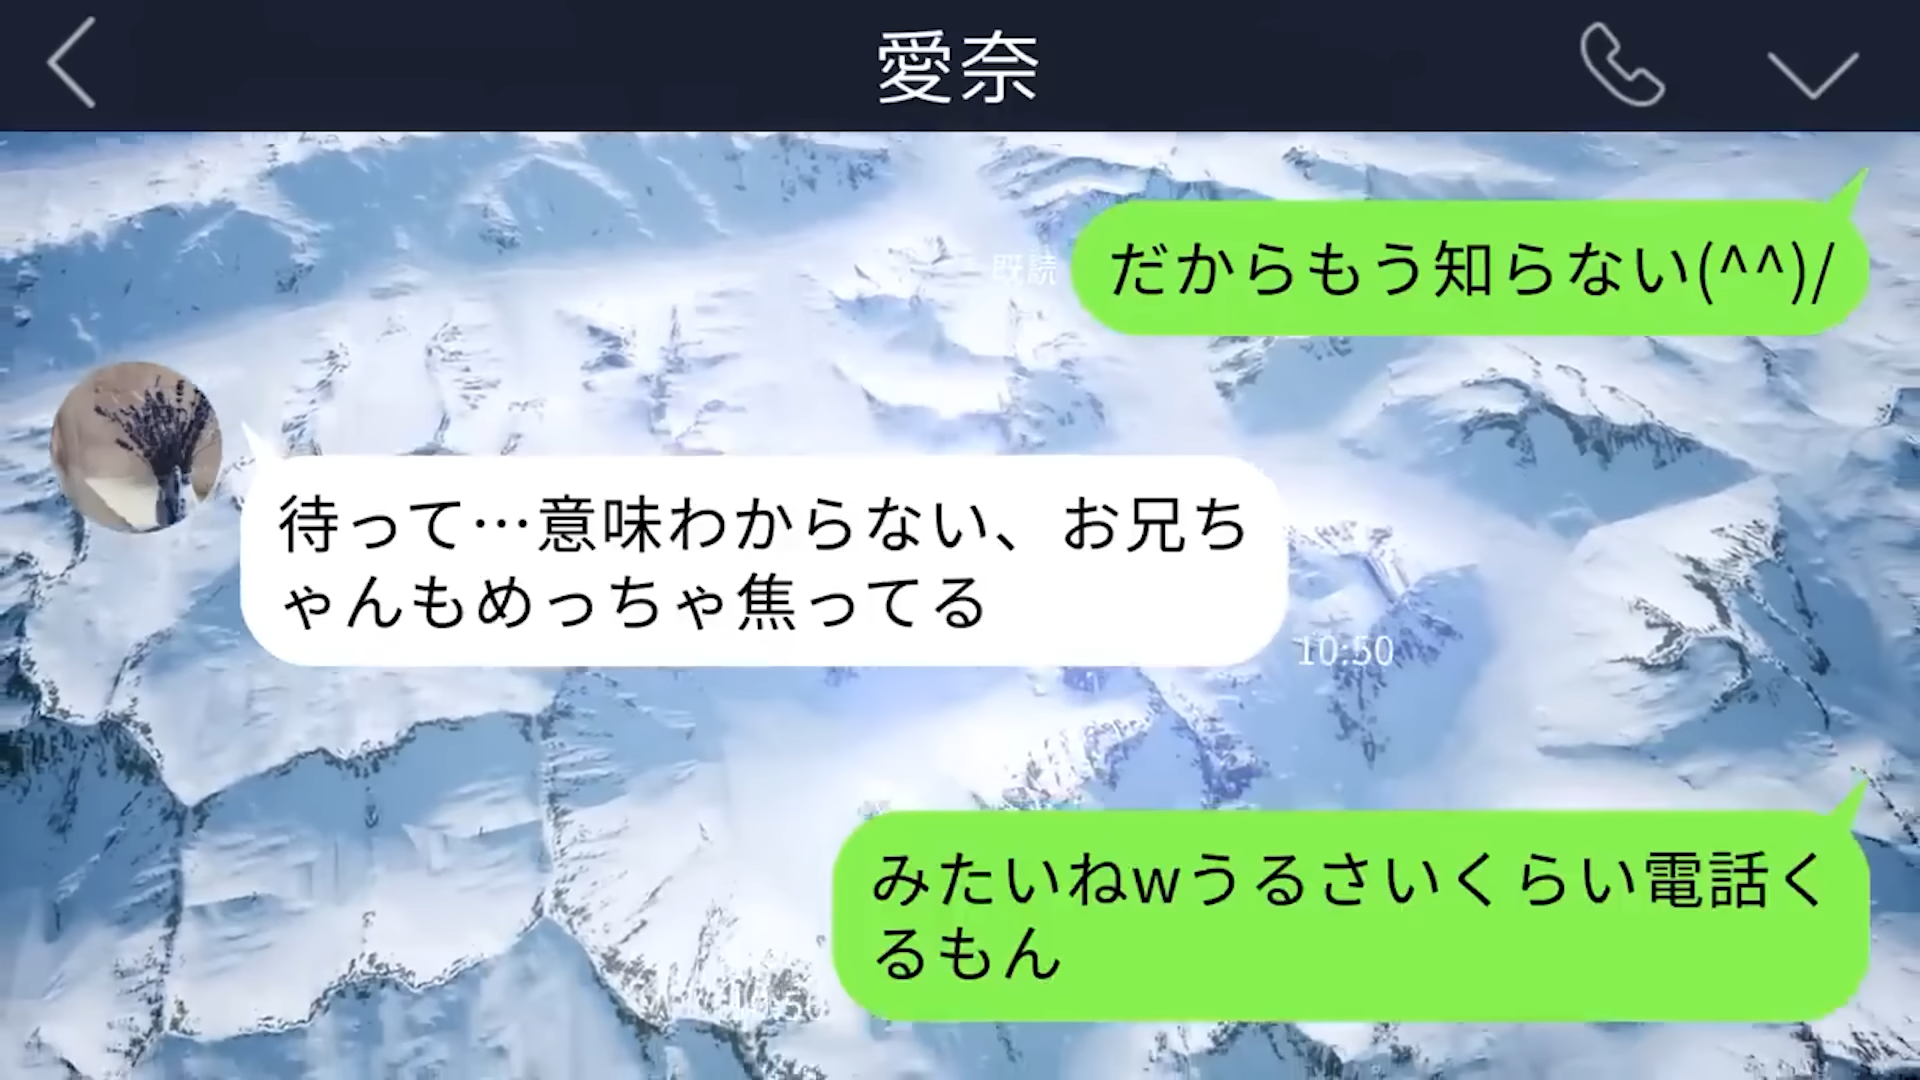 愛奈
だからもう知らない(^^)/
既読
待って…意味わからない、お兄ち
ゃんもめっちゃ焦ってる
10:50
みたいねwうるさいくらい電話く
るもん
10:50